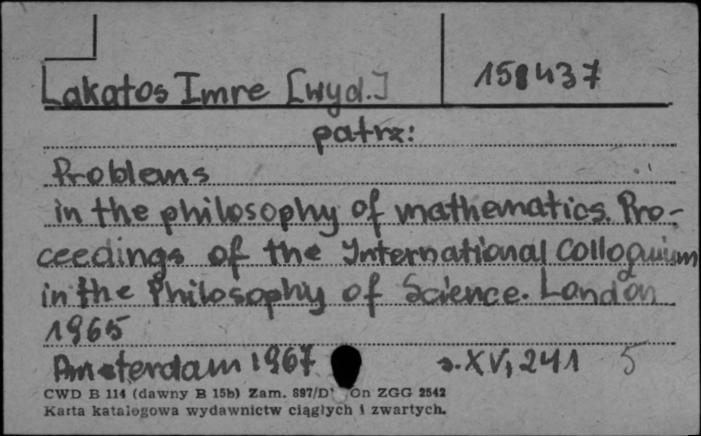 Lakatos Imre [wyd.] 158437
patrz:
Problems
in the philosophy of mathematics. Pro-
ceedings of the International Colloquium
in the Philosophy of Science. London
1965
Amsterdam 1967 s. XV, 241 5
CWD B 114 (dawny B 15b) Zam. 897/D On ZGG 2542
Karta katalogowa wydawnictw ciągłych i zwartych.